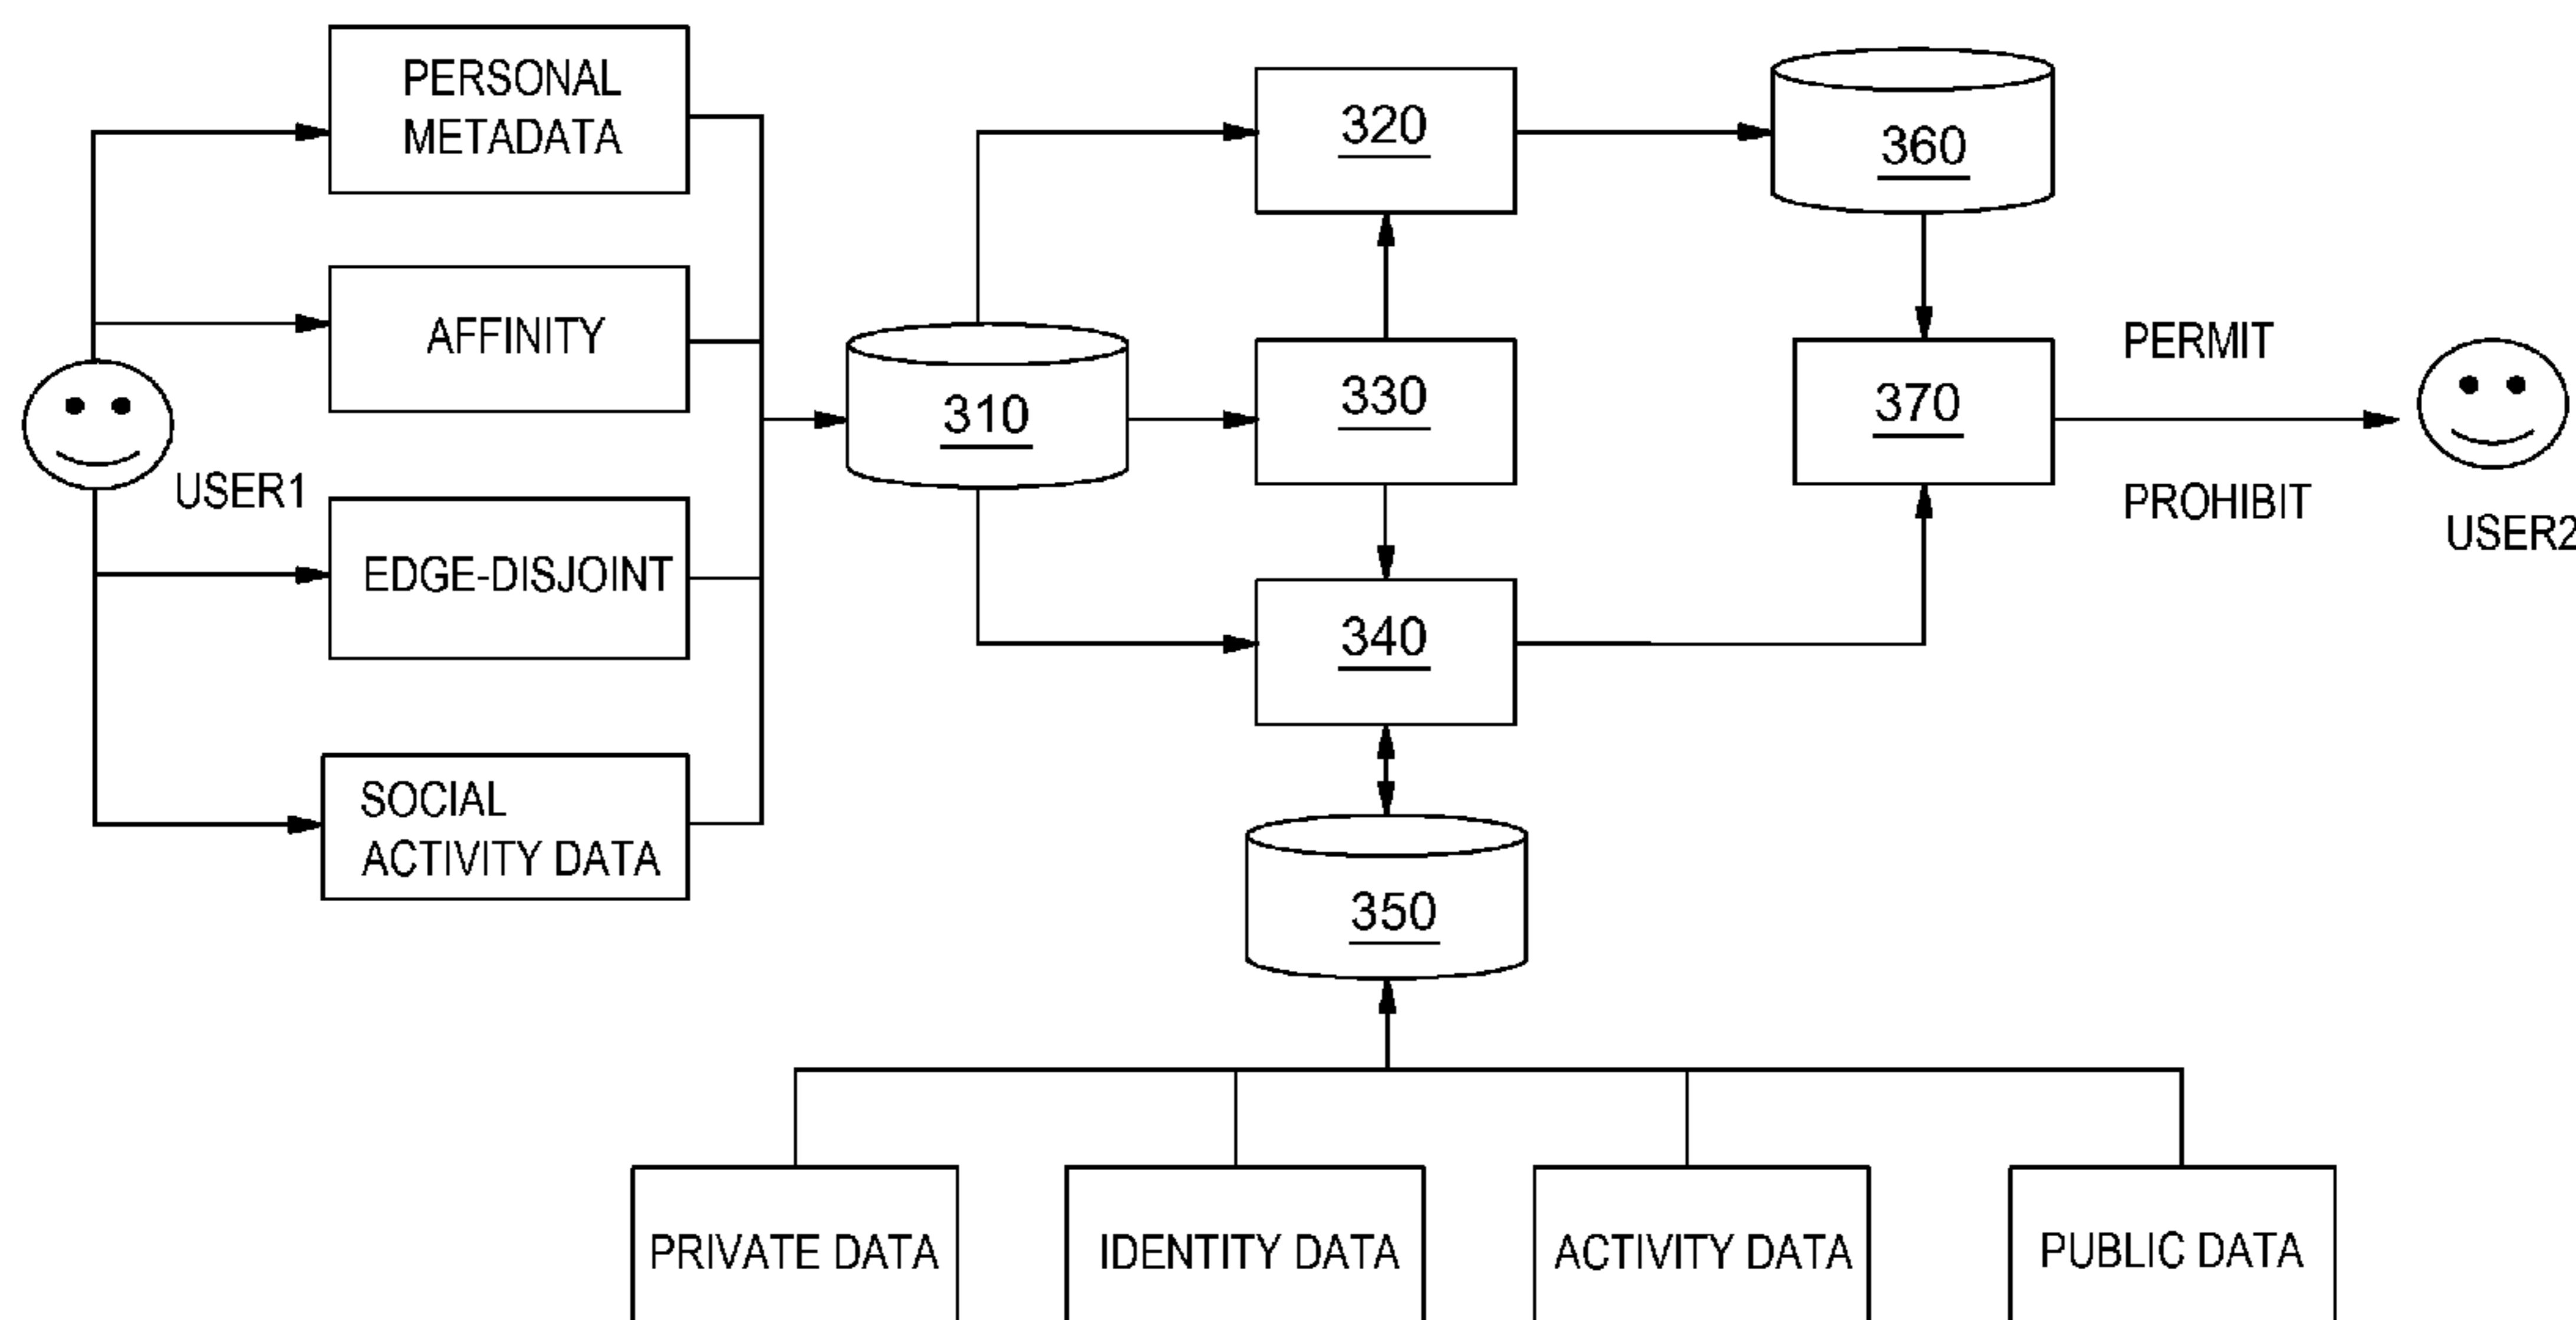 PERSONAL
METADATA
AFFINITY
USER1
EDGE-DISJOINT
SOCIAL
ACTIVITY DATA
310
320
330
340
350
360
370
PERMIT
PROHIBIT
USER2
PRIVATE DATA
IDENTITY DATA
ACTIVITY DATA
PUBLIC DATA